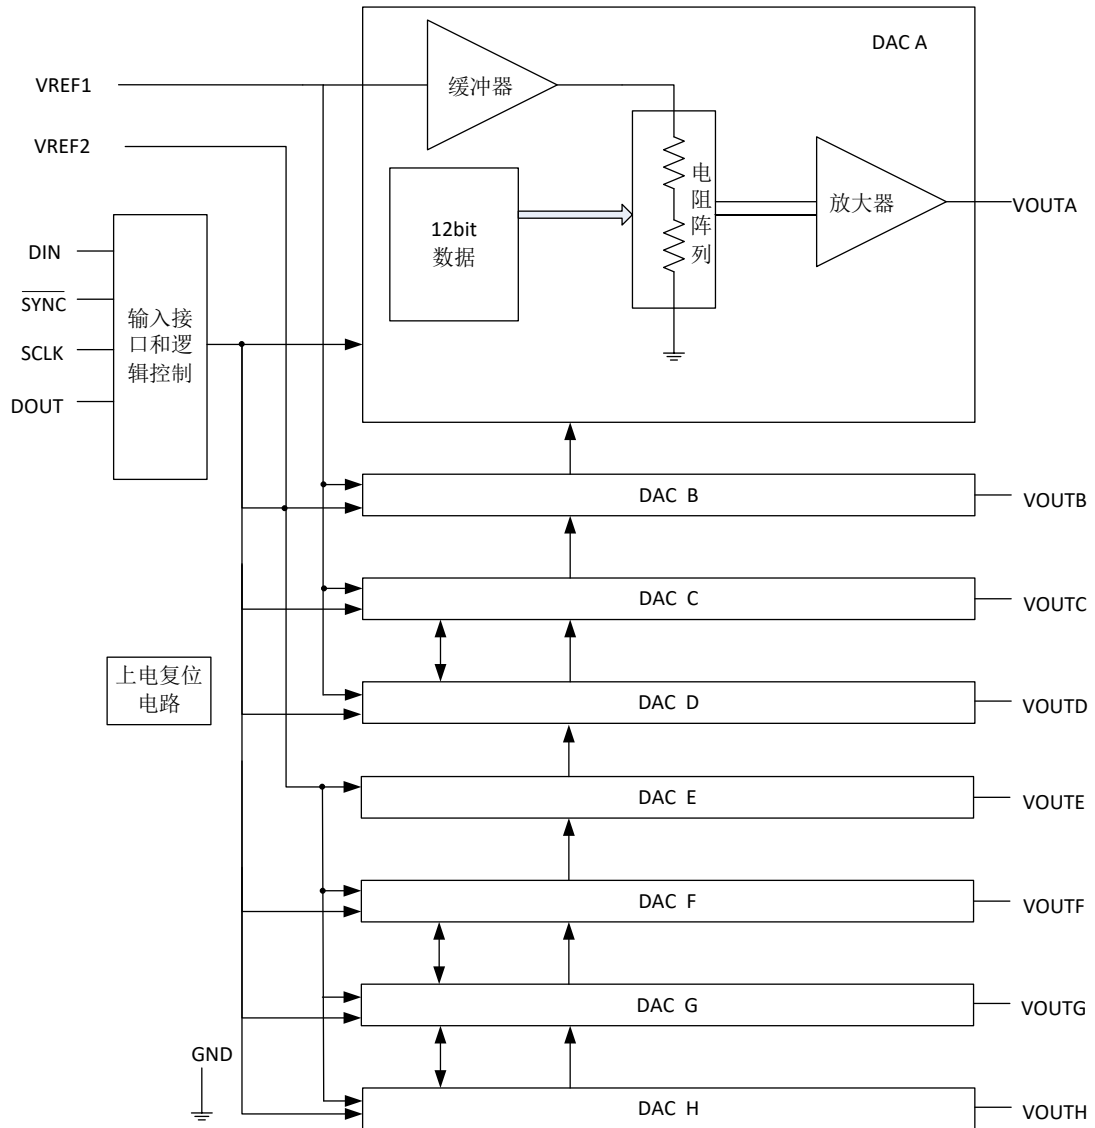 DAC A
VREF1
缓冲器
VREF2
电
阻
阵
列
12bit
数据
放大器
VOUTA
DIN
SYNC
SCLK
DOUT
输入接
口和逻
辑控制
DAC B
VOUTB
DAC C
VOUTC
上电复位
电路
DAC D
VOUTD
DAC E
VOUTE
DAC F
VOUTF
DAC G
VOUTG
GND
DAC H
VOUTH